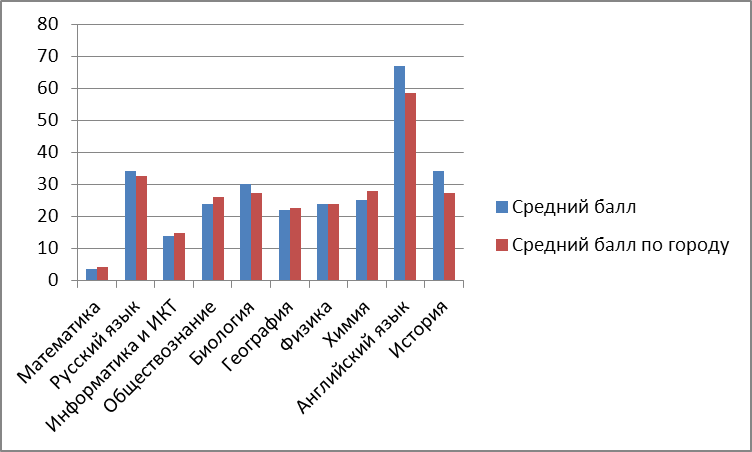 80
70
60
50
40
30
20
10
0
Математика
Русский язык
Информатика и ИКТ
Обществознание
Биология
География
Физика
Химия
Английский язык
История
Средний балл
Средний балл по городу